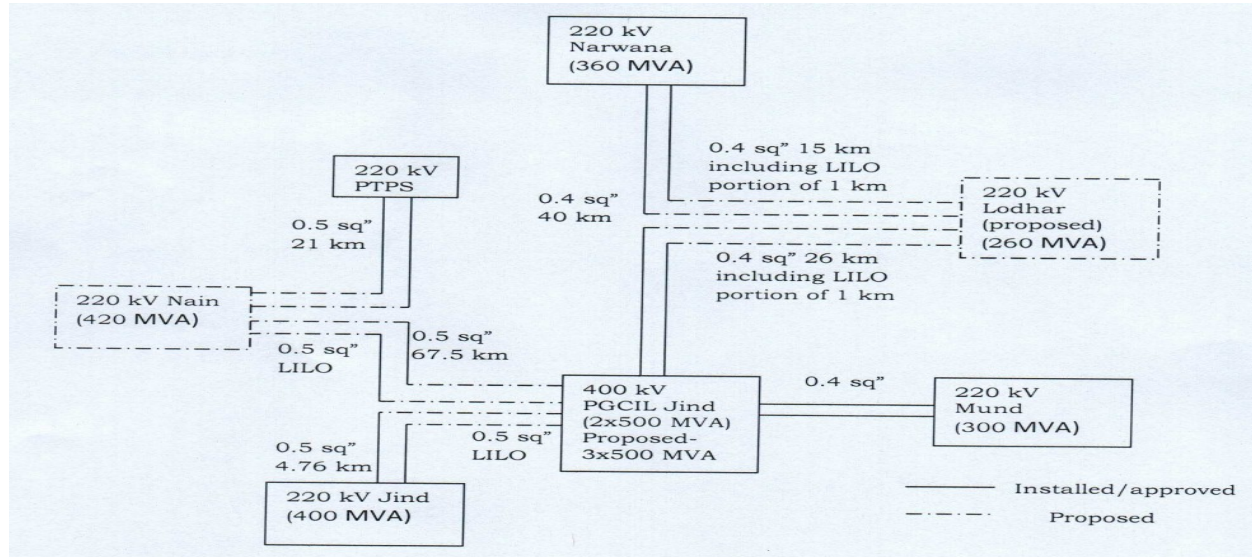 220 kV
Narwana
(360 MVA)
0.4 sq” 15 km
including LILO
portion of 1 km
220 kV
PTPS
0.4 sq”
40 km
220 kV
Lodhar
(proposed)
(260 MVA)
0.5 sq”
21 km
0.4 sq” 26 km
including LILO
portion of 1 km
220 kV Nain
(420 MVA)
0.5 sq”
67.5 km
0.5 sq”
LILO
400 kV
PGCIL Jind
(2x500 MVA)
Proposed-
3x500 MVA
0.4 sq”
220 kV
Mund
(300 MVA)
0.5 sq”
LILO
0.5 sq”
4.76 km
220 kV Jind
(400 MVA)
Installed/approved
Proposed